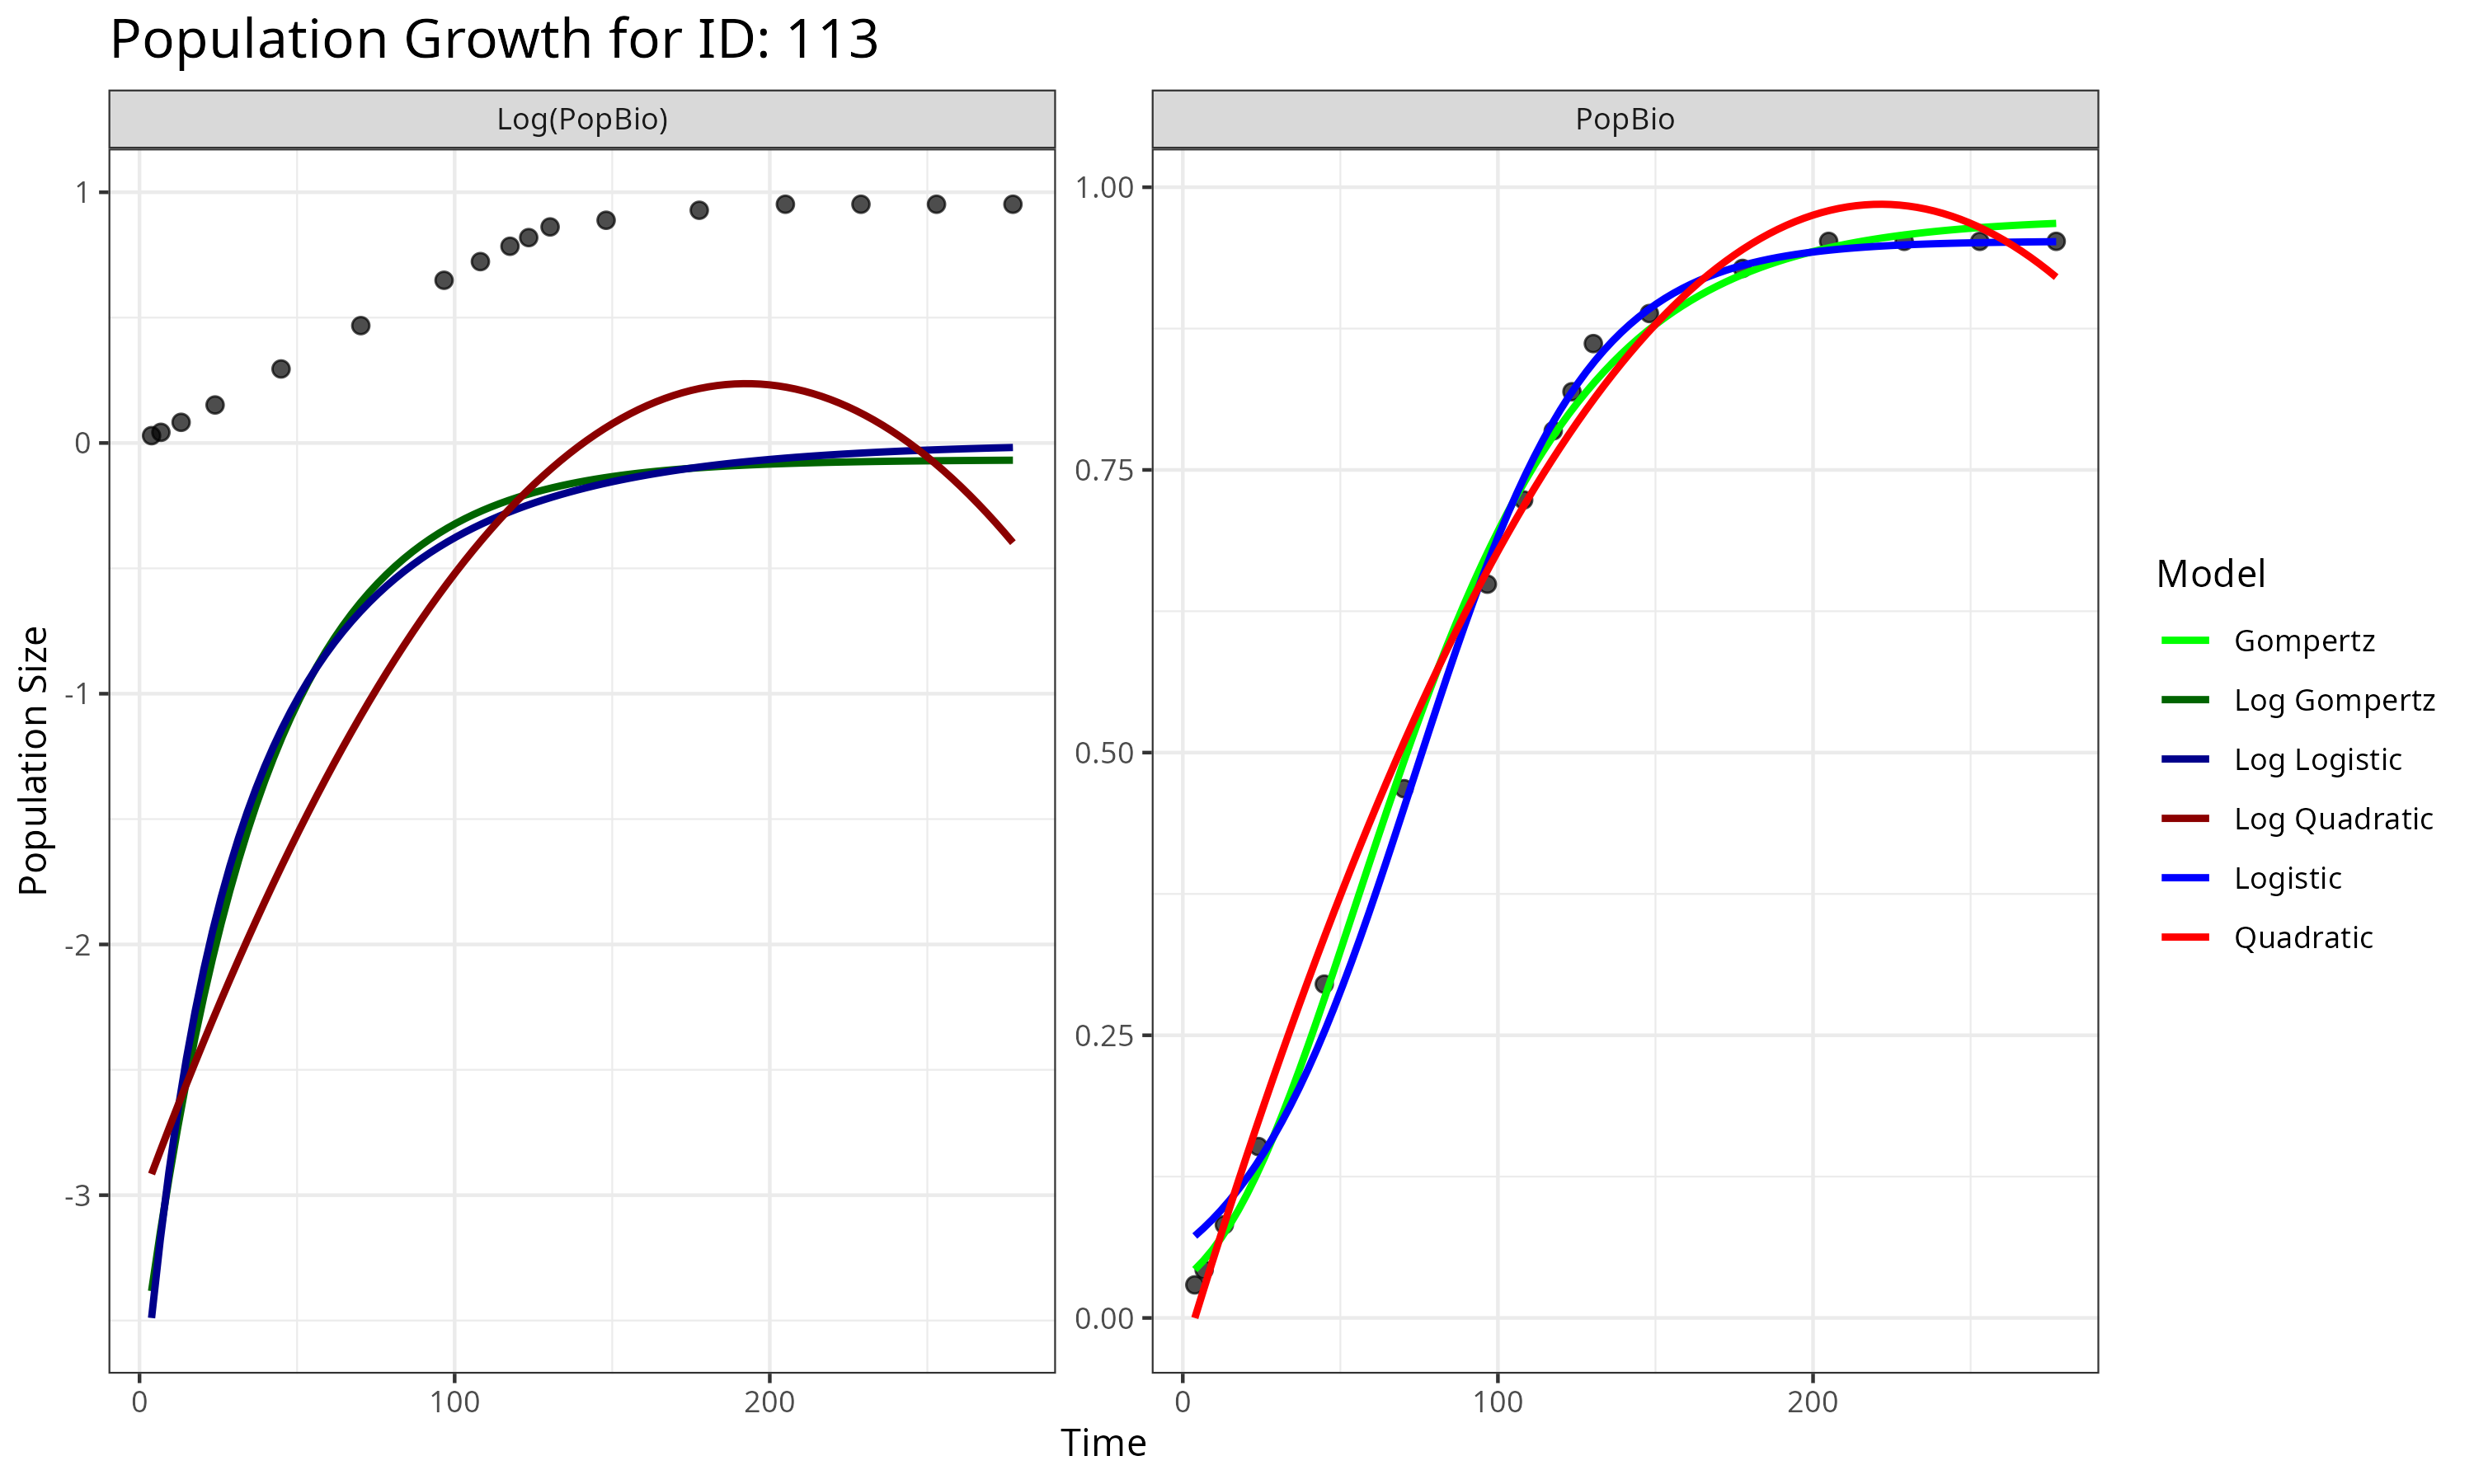 Population Growth for ID: 113
Log(PopBio)
PopBio
Population Size
1
0
-1
-2
-3
1.00
0.75
0.50
0.25
0.00
0
100
200
0
100
200
Time
Model
Gompertz
Log Gompertz
Log Logistic
Log Quadratic
Logistic
Quadratic